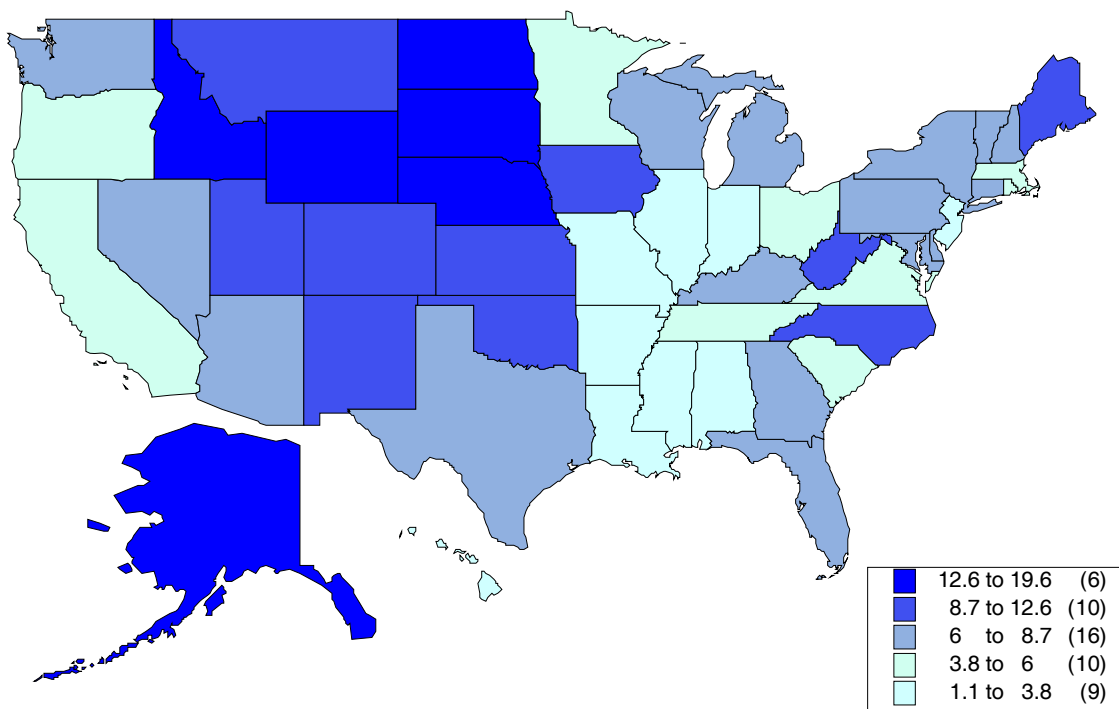 12.6 to 19.6 (6)
8.7 to 12.6 (10)
6 to 8.7 (16)
3.8 to 6 (10)
1.1 to 3.8 (9)